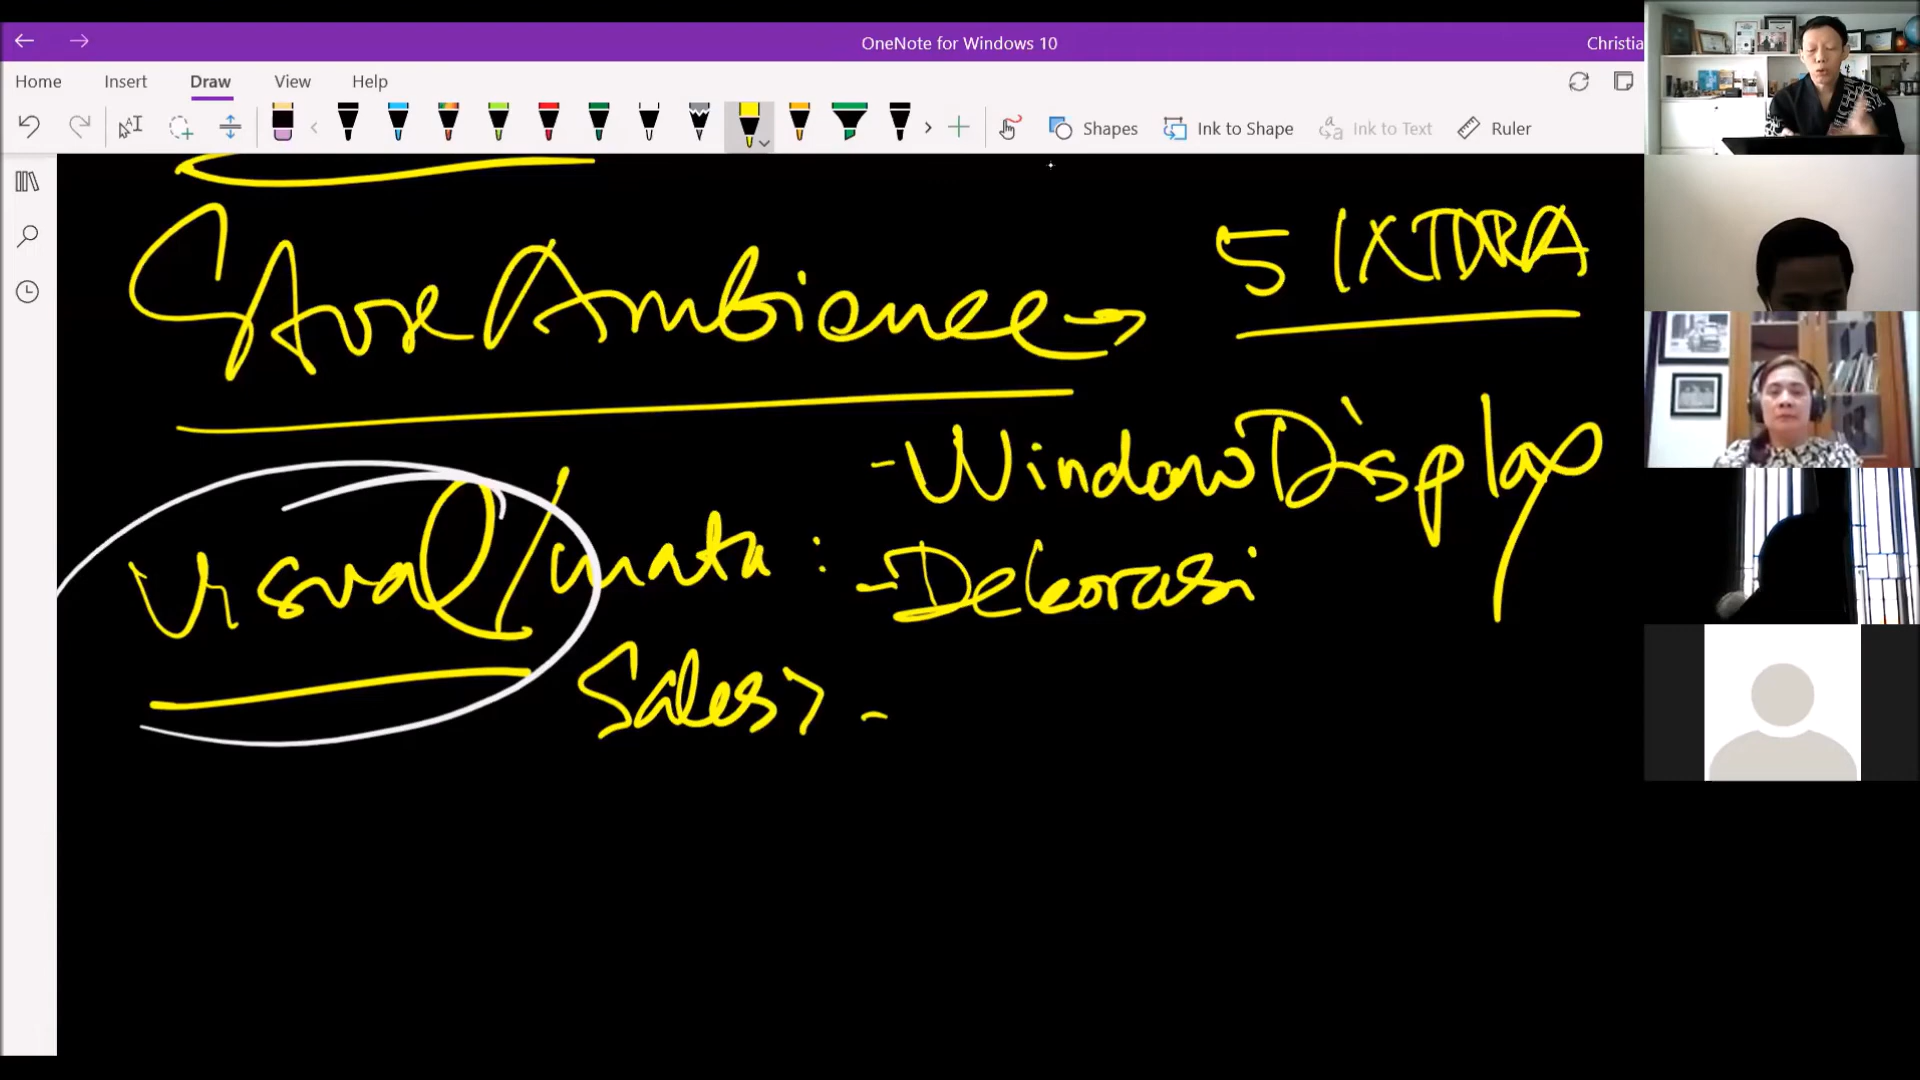 OneNote for Windows 10
Christia
Home Insert Draw View Help
Shapes Ink to Shape Ink to Text Ruler
Store Ambience → 5 INDRA
- Window Display
Visual/mata : - Dekorasi
Sales> -